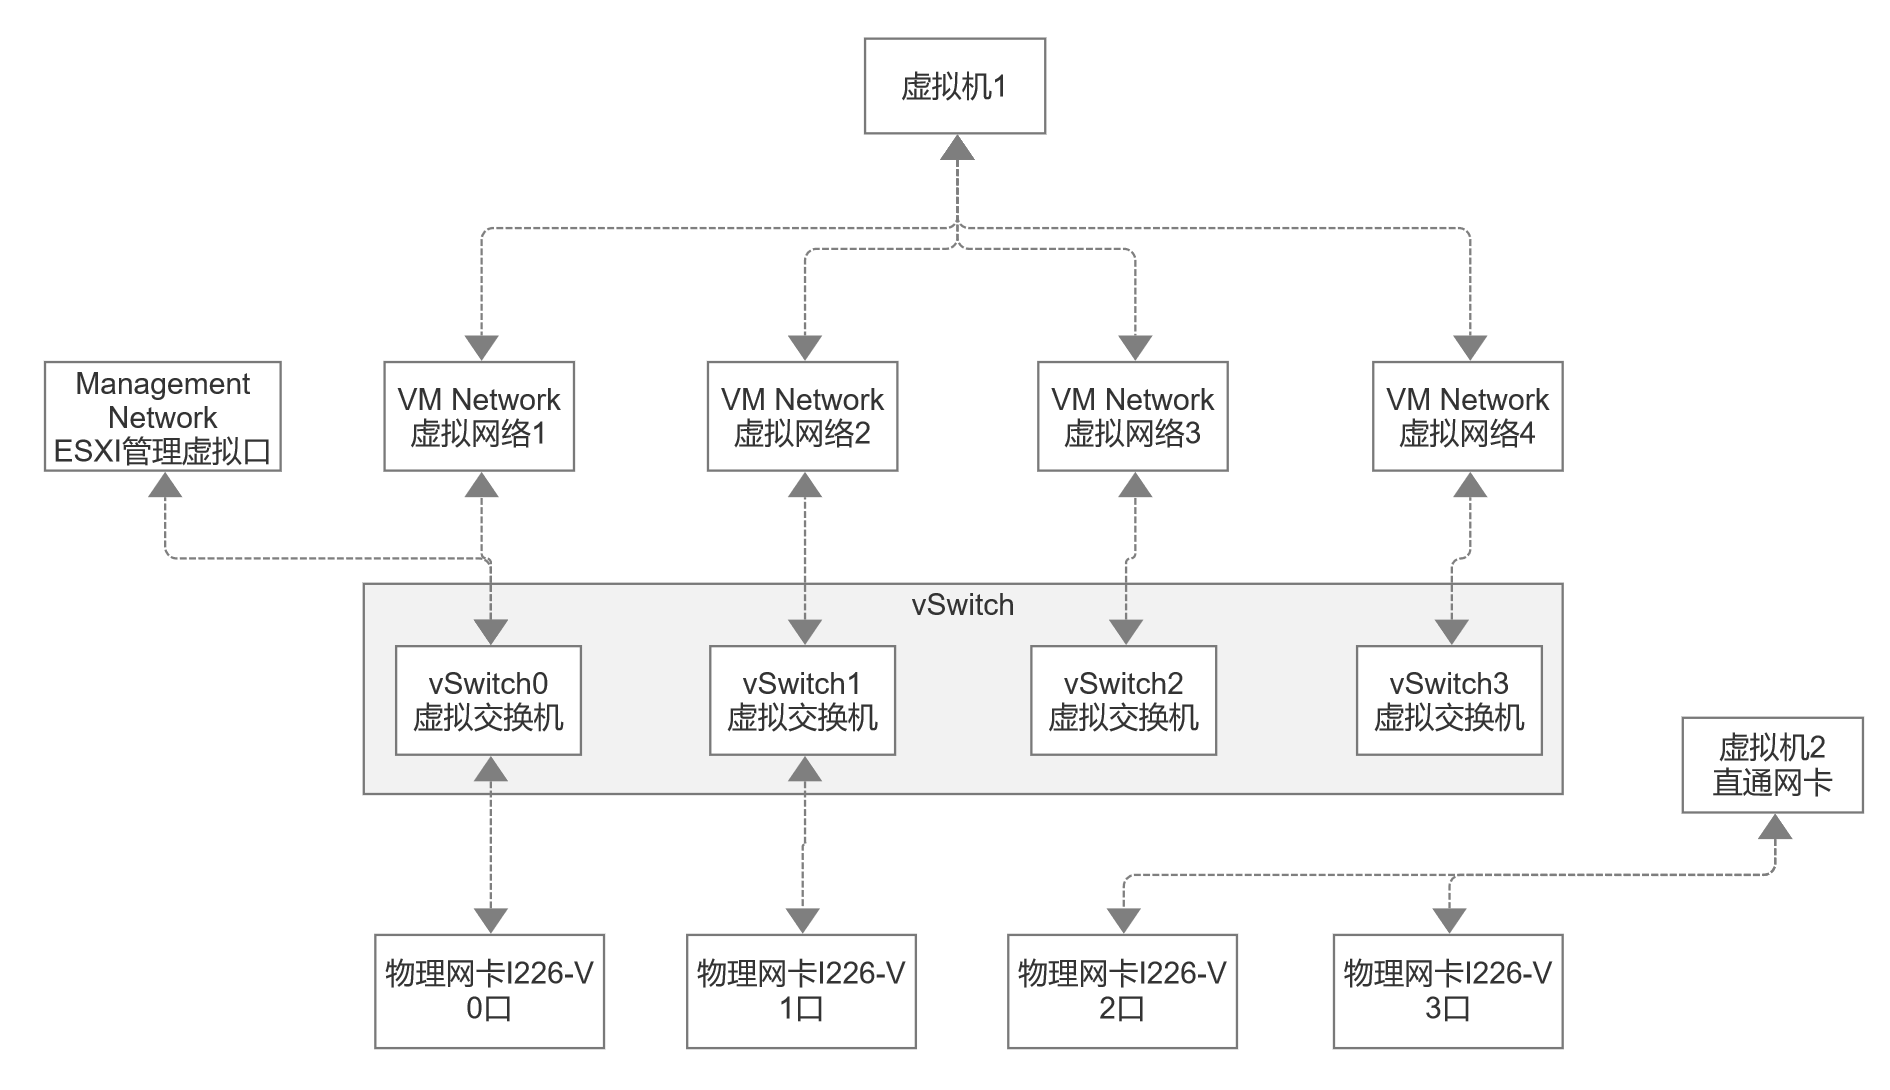 虚拟机1
Management
Network
ESXI管理虚拟口
VM Network
虚拟网络1
VM Network
虚拟网络2
VM Network
虚拟网络3
VM Network
虚拟网络4
vSwitch
vSwitch0
虚拟交换机
vSwitch1
虚拟交换机
vSwitch2
虚拟交换机
vSwitch3
虚拟交换机
虚拟机2
直通网卡
物理网卡I226-V
0口
物理网卡I226-V
1口
物理网卡I226-V
2口
物理网卡I226-V
3口